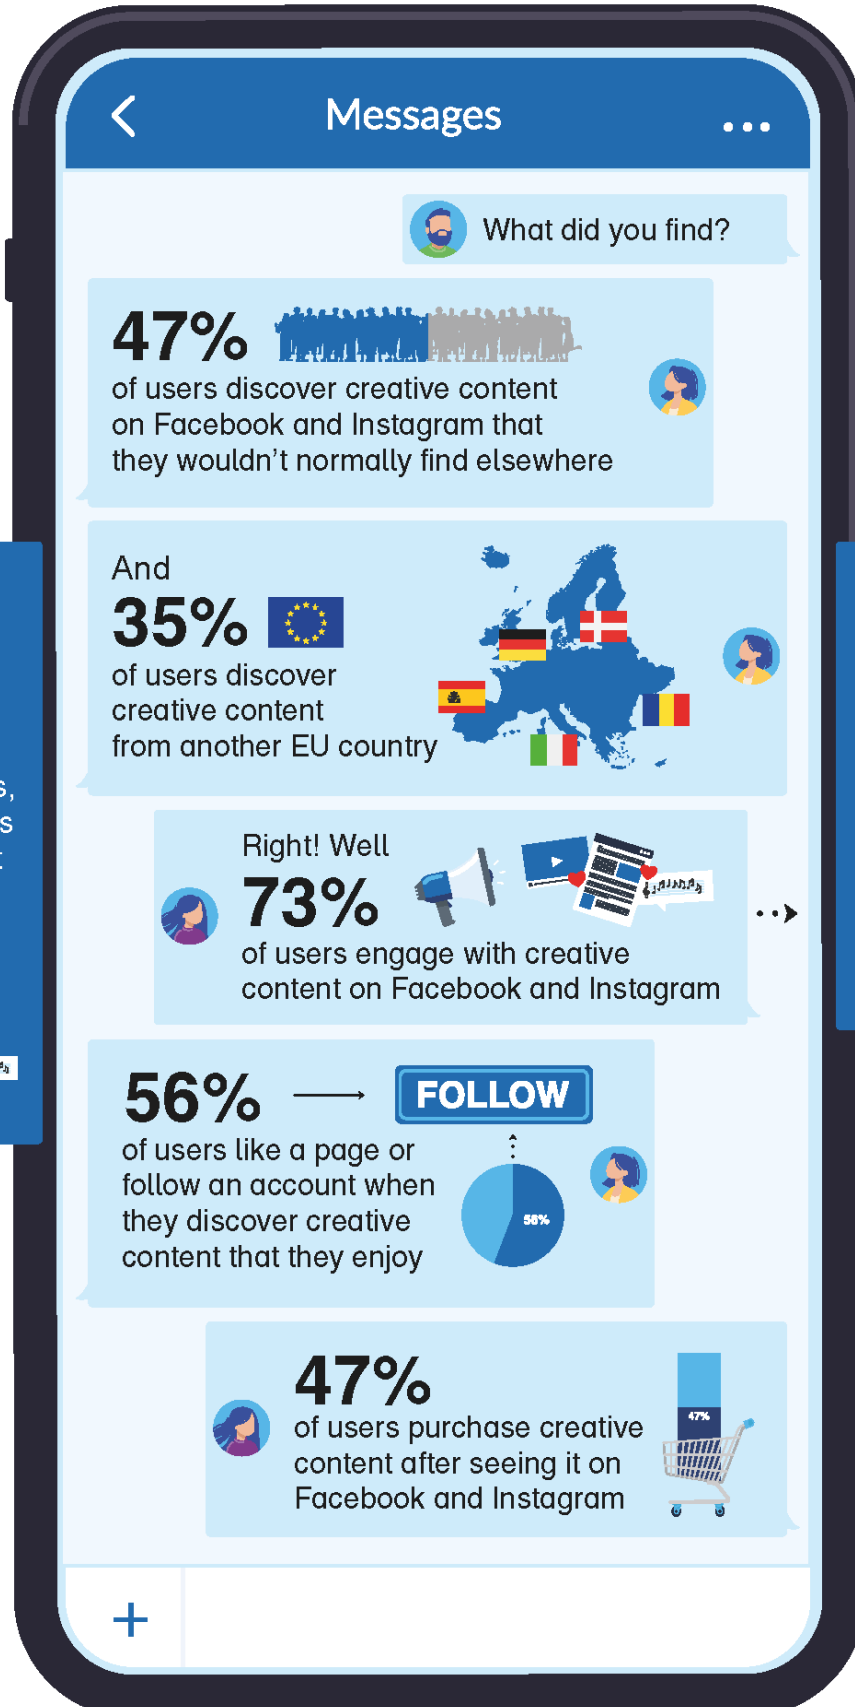 Messages
What did you find?
47%
of users discover creative content
on Facebook and Instagram that
they wouldn't normally find elsewhere
And
35%
of users discover
creative content
from another EU country
Right! Well
73%
of users engage with creative
content on Facebook and Instagram
56%
FOLLOW
of users like a page or
follow an account when
they discover creative
content that they enjoy
56%
47%
of users purchase creative
content after seeing it on
Facebook and Instagram
47%